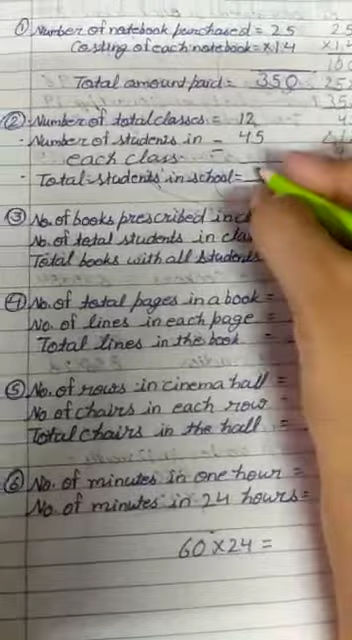 ① Number of notebook purchased = 25 25
Costing of each notebook = ×14 ×14
Total amount paid = 350
② Number of total classes = 12
- Number of students in = 45
each class
- Total students in school =
③ No. of books prescribed in
No. of total students in
Total books with all students
④ No. of total pages in a book =
No. of lines in each page =
Total lines in the book -
⑤ No. of rows in cinema hall =
No of chairs in each row -
Total chairs in the hall =
⑥ No. of minutes in one hour =
No of minutes in 24 hours =
60 × 24 =